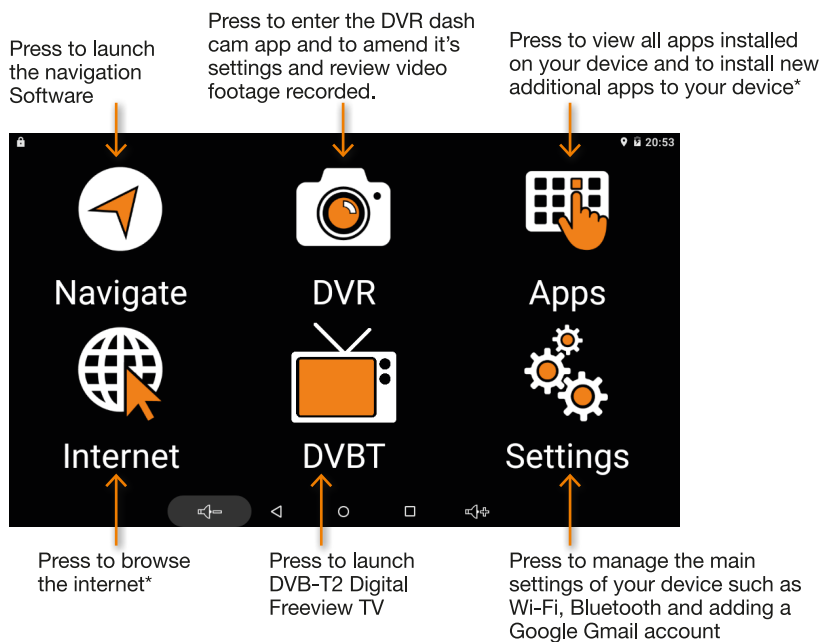 Press to launch
the navigation
Software
Press to enter the DVR dash
cam app and to amend it's
settings and review video
footage recorded.
Press to view all apps installed
on your device and to install new
additional apps to your device*
20:53
Navigate
DVR
Apps
Internet
DVBT
Settings
Press to browse
the internet*
Press to launch
DVB-T2 Digital
Freeview TV
Press to manage the main
settings of your device such as
Wi-Fi, Bluetooth and adding a
Google Gmail account